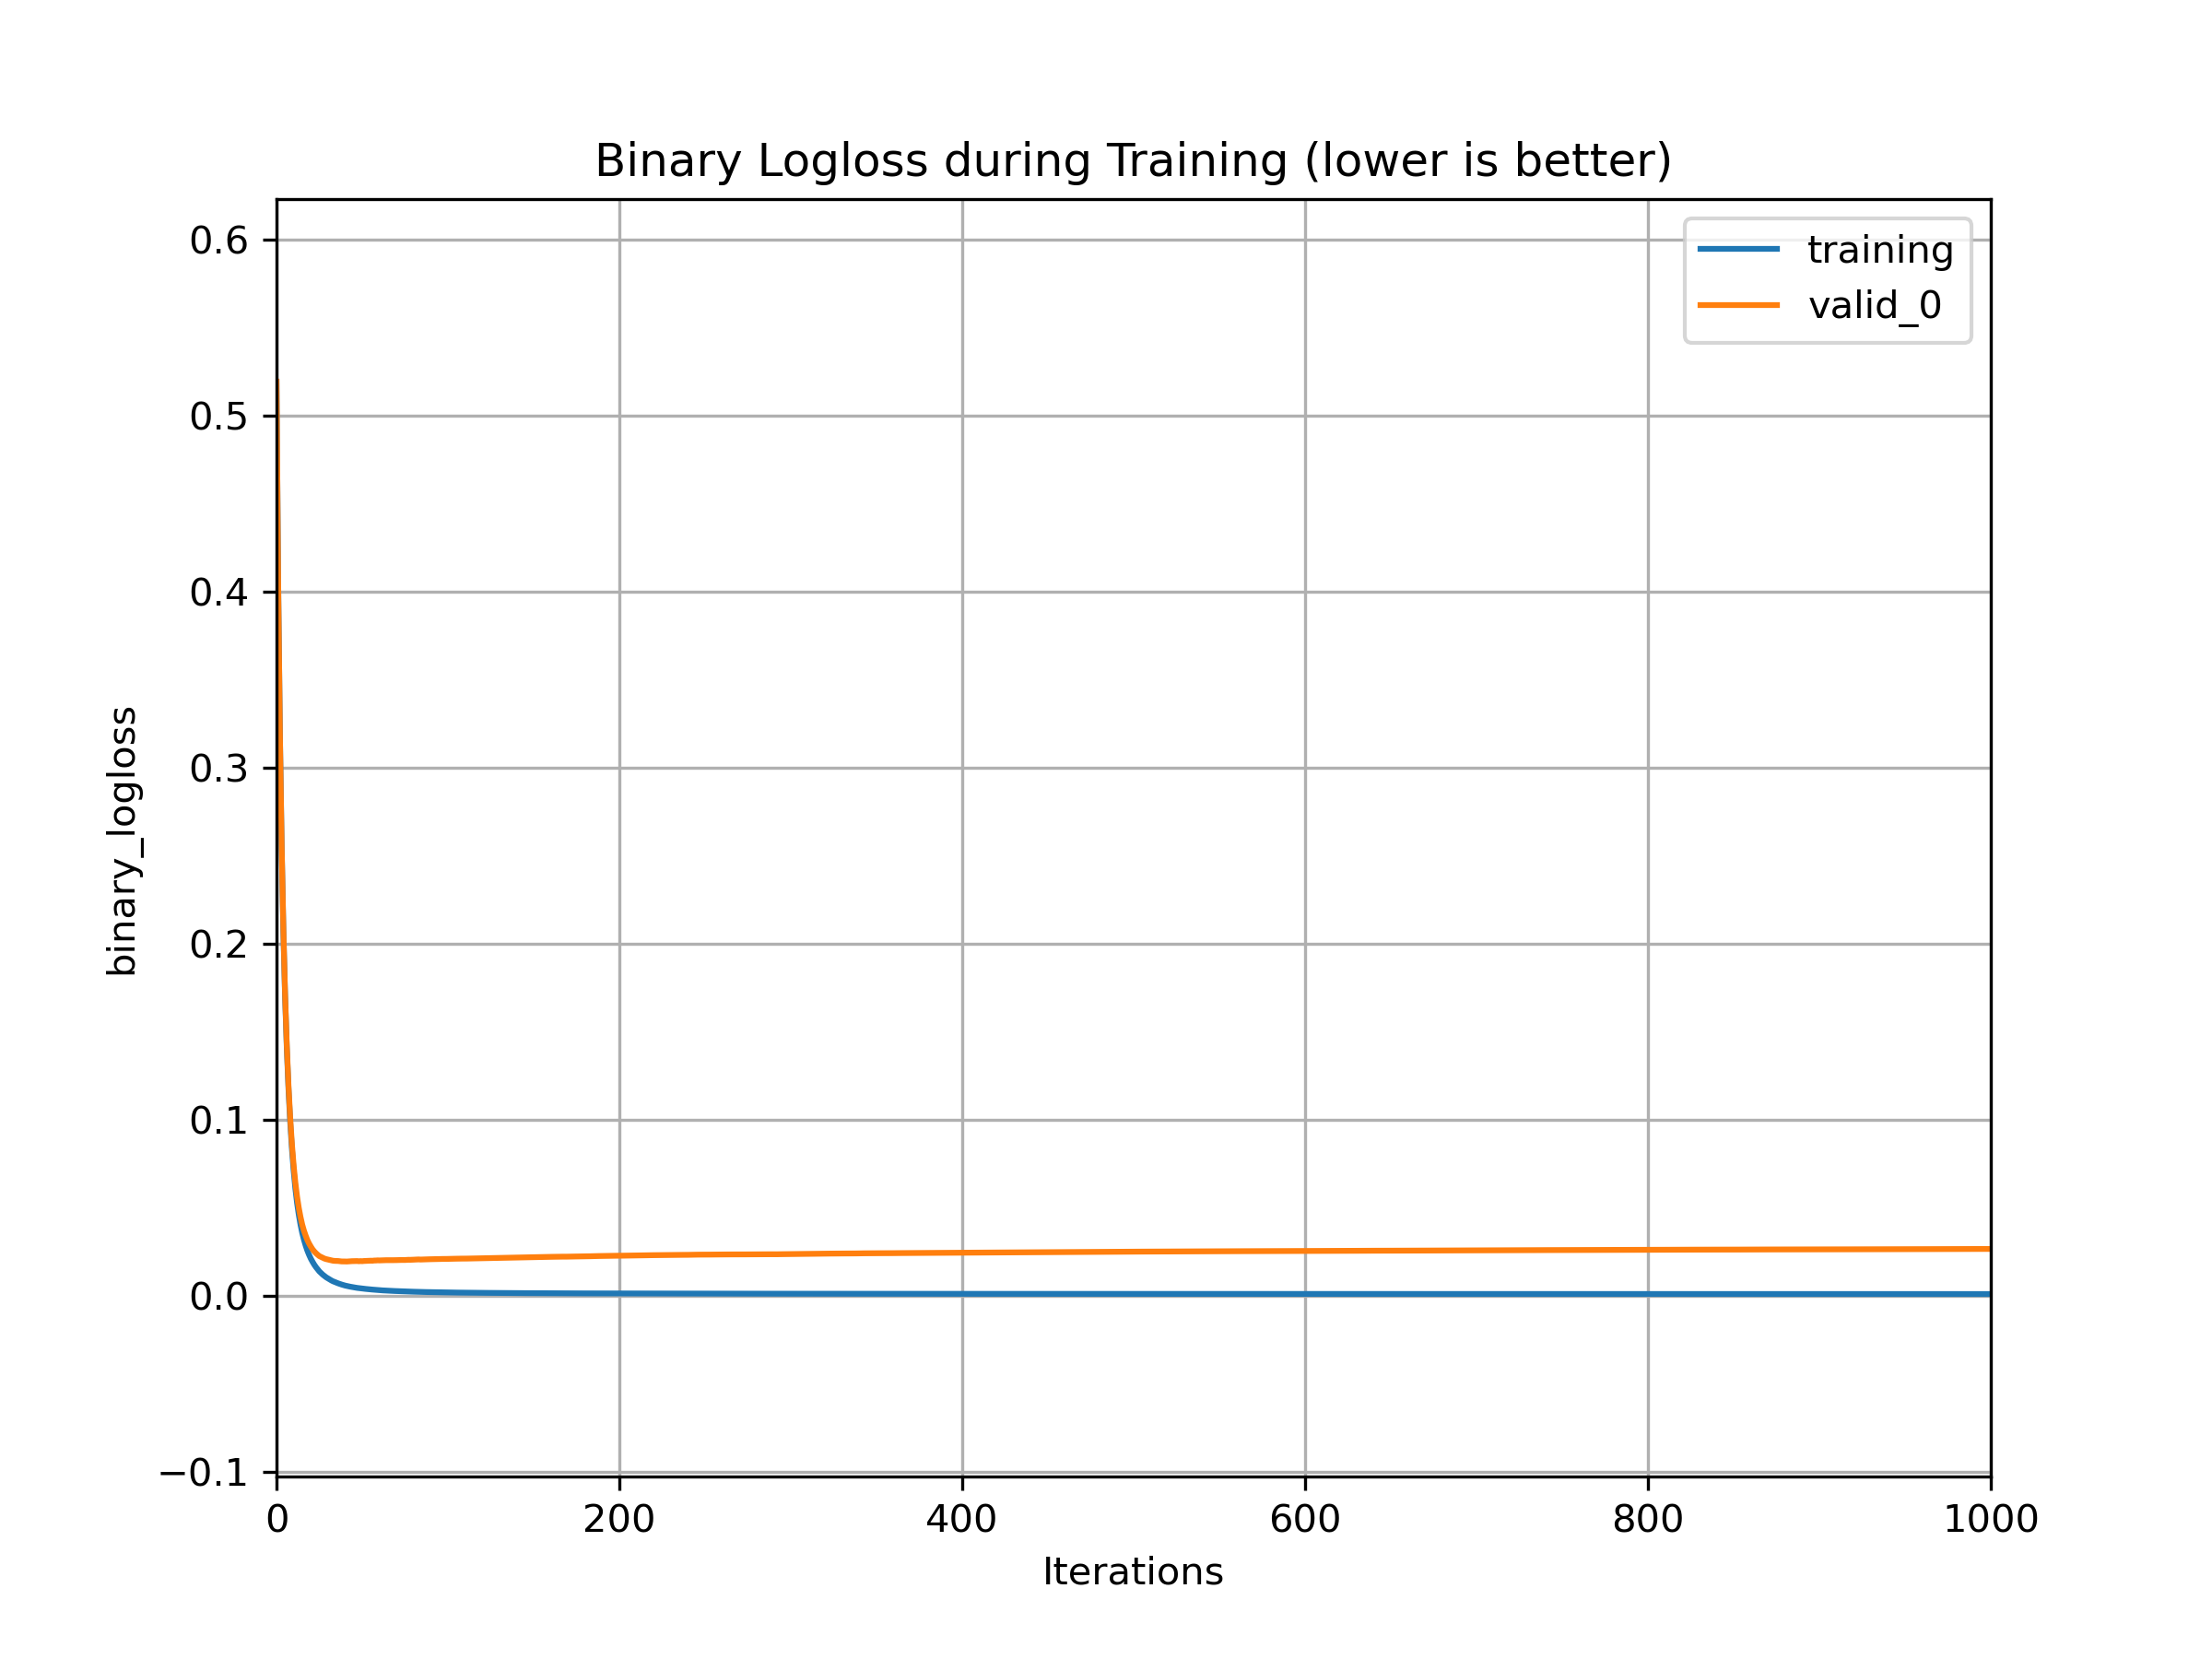 Binary Logloss during Training (lower is better)
training
valid_0
binary_logloss
0.6
0.5
0.4
0.3
0.2
0.1
0.0
−0.1
0 200 400 600 800 1000
Iterations